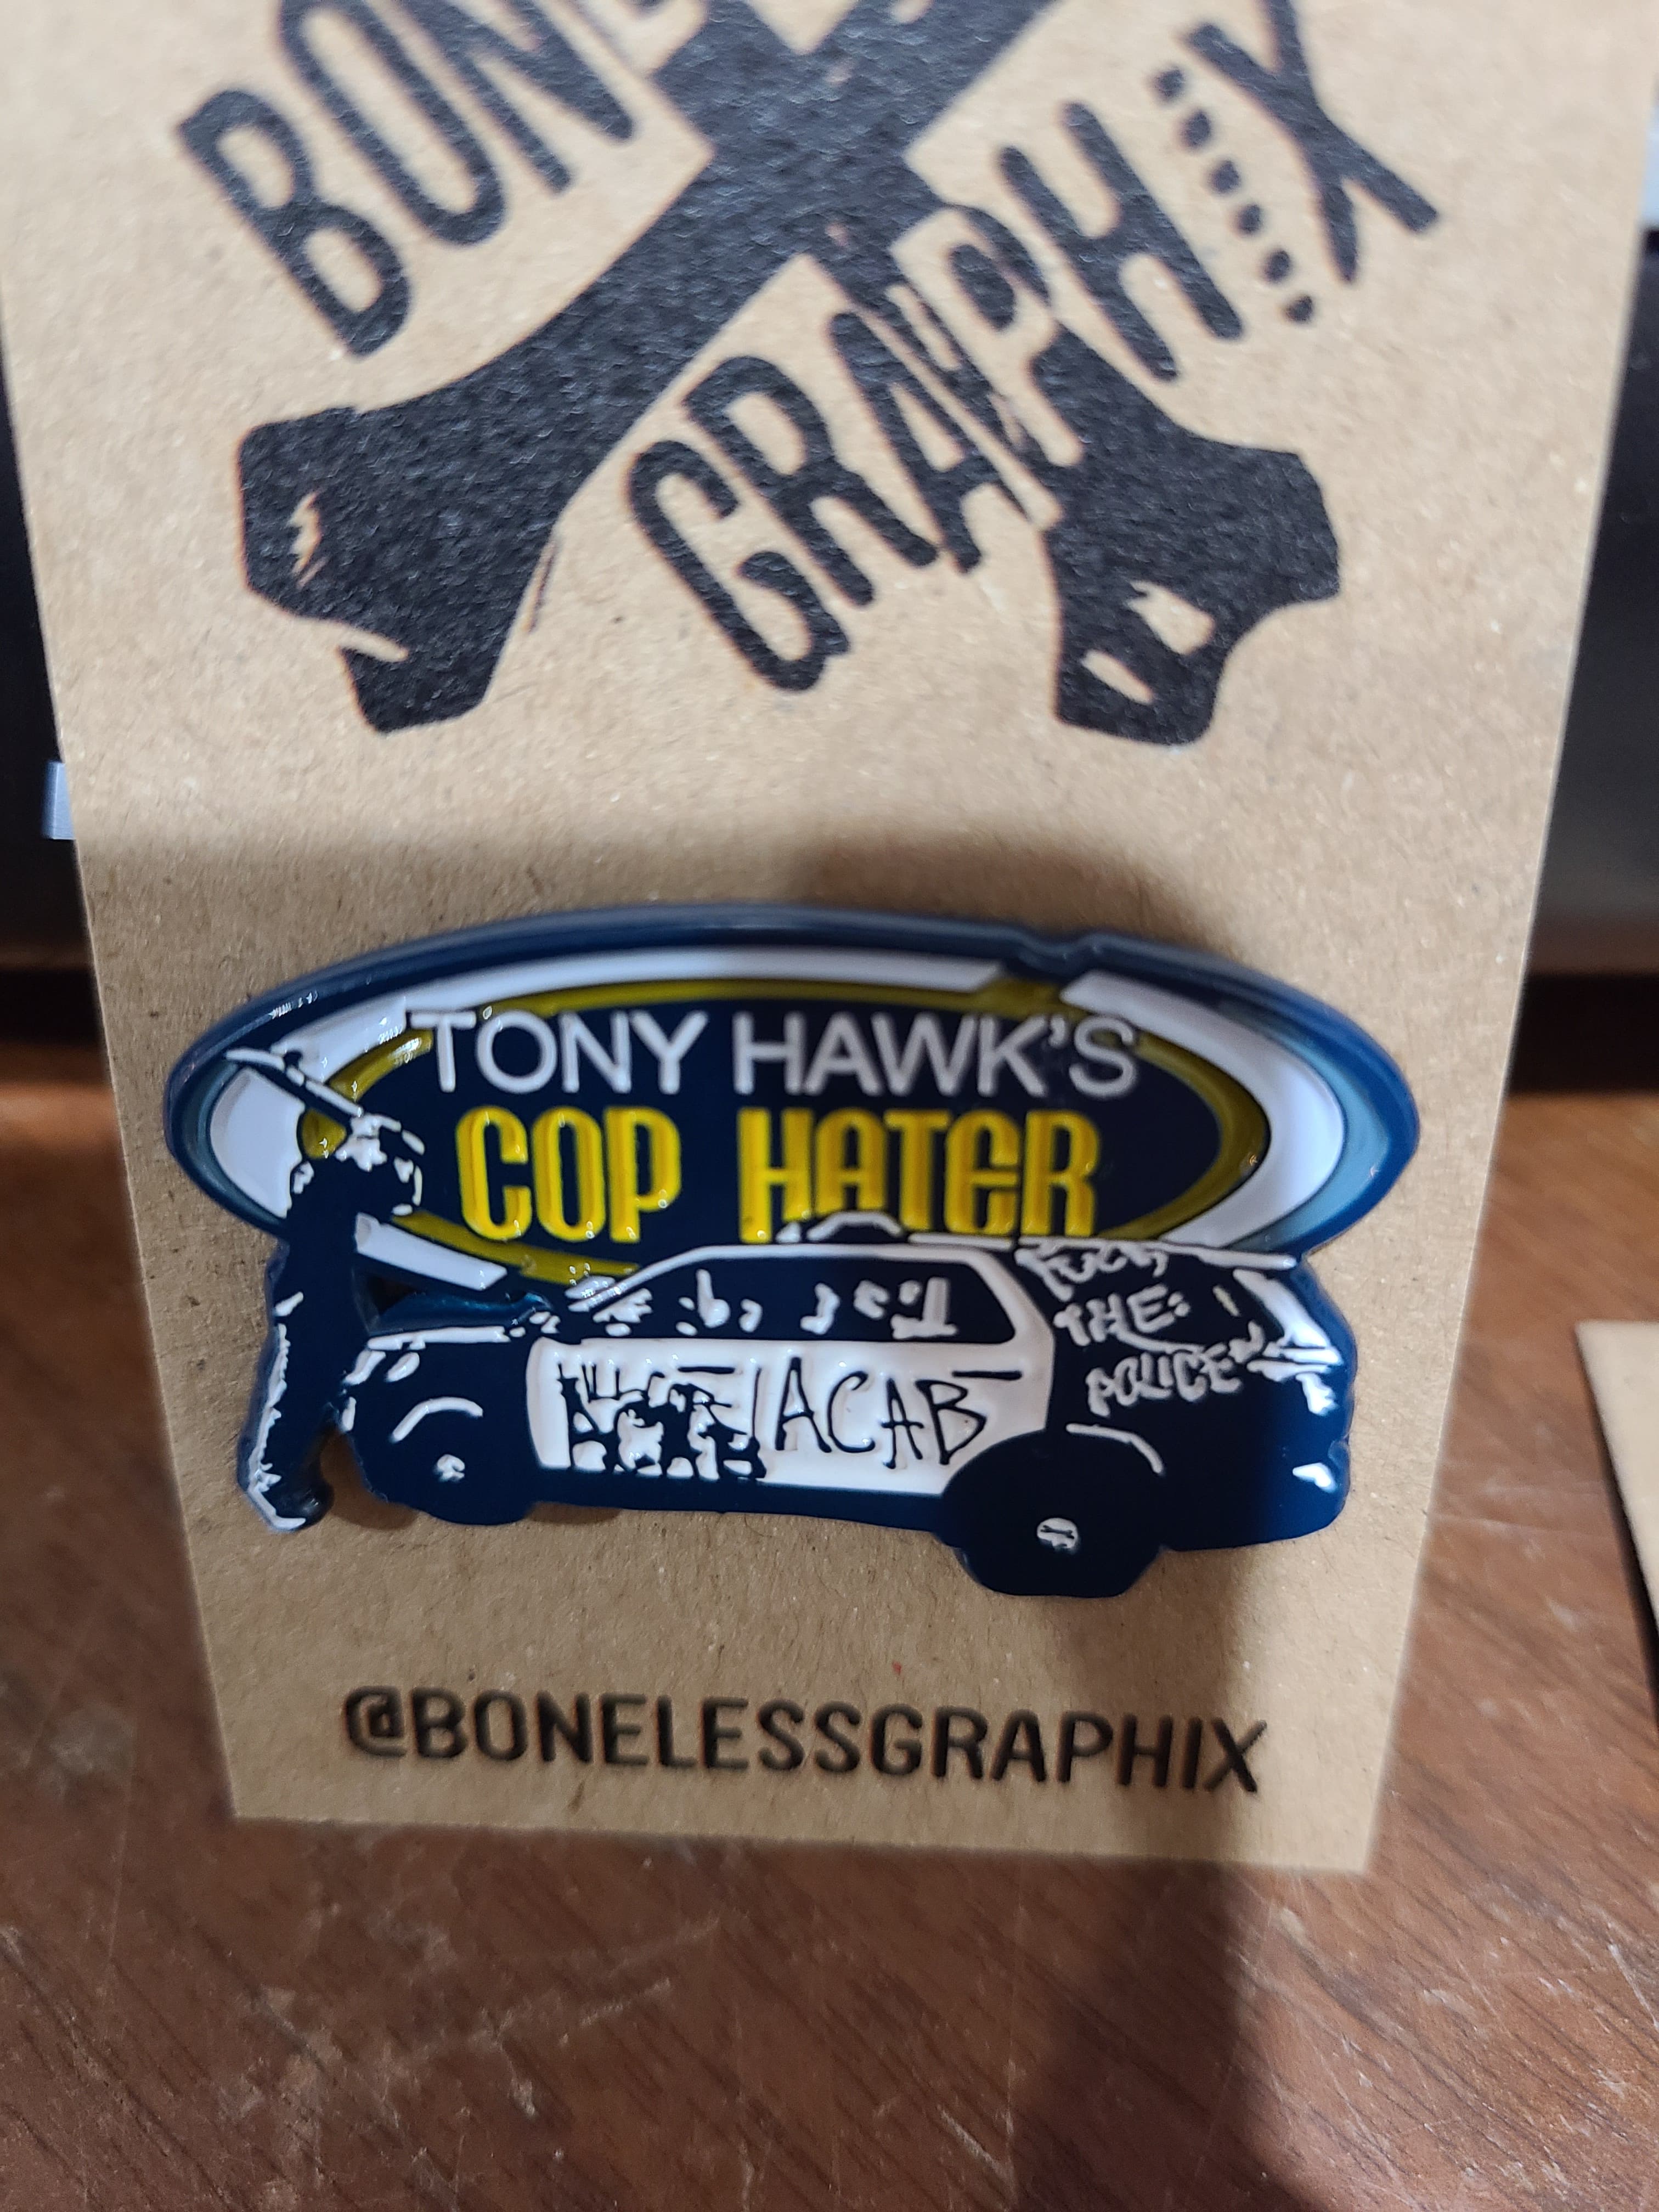 BONE
GRAPHIX
TONY HAWK'S
COP HATER
FUCK
THE
POLICE
ACAB
@BONELESSGRAPHIX